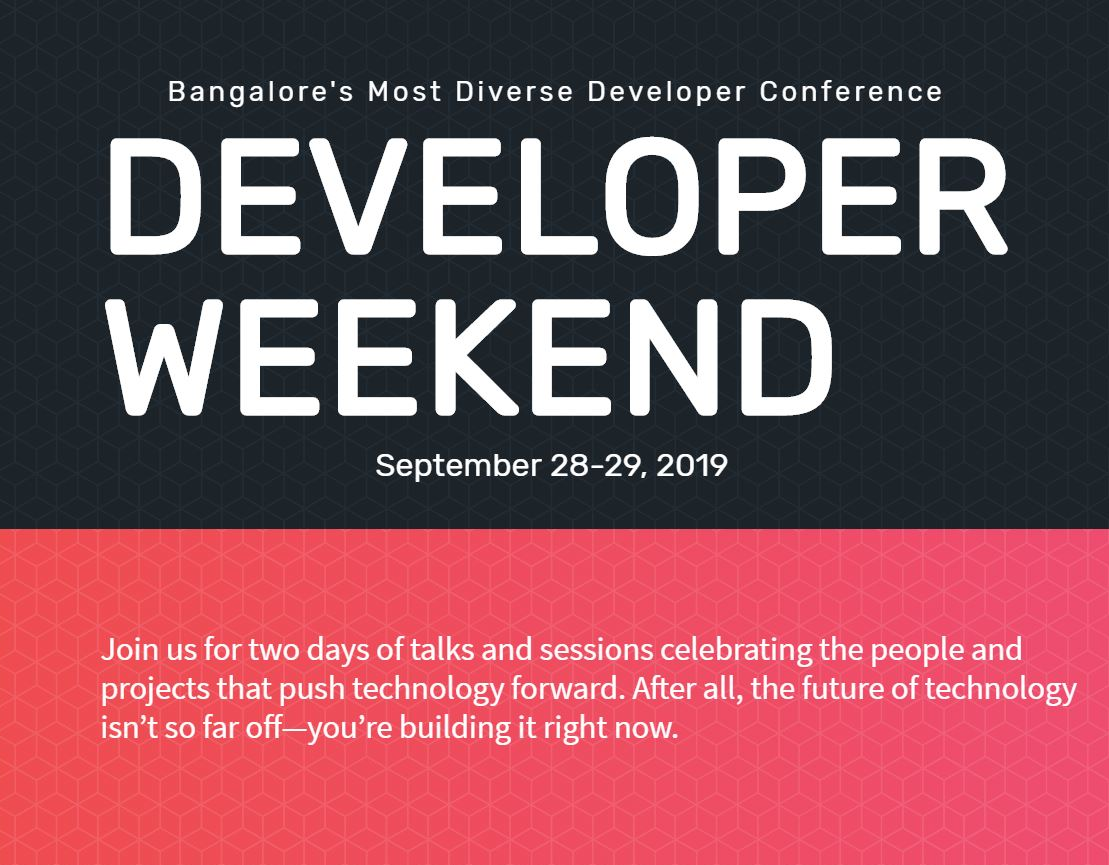 Bangalore's Most Diverse Developer Conference
DEVELOPER
WEEKEND
September 28-29, 2019
Join us for two days of talks and sessions celebrating the people and
projects that push technology forward. After all, the future of technology
isn’t so far off—you’re building it right now.